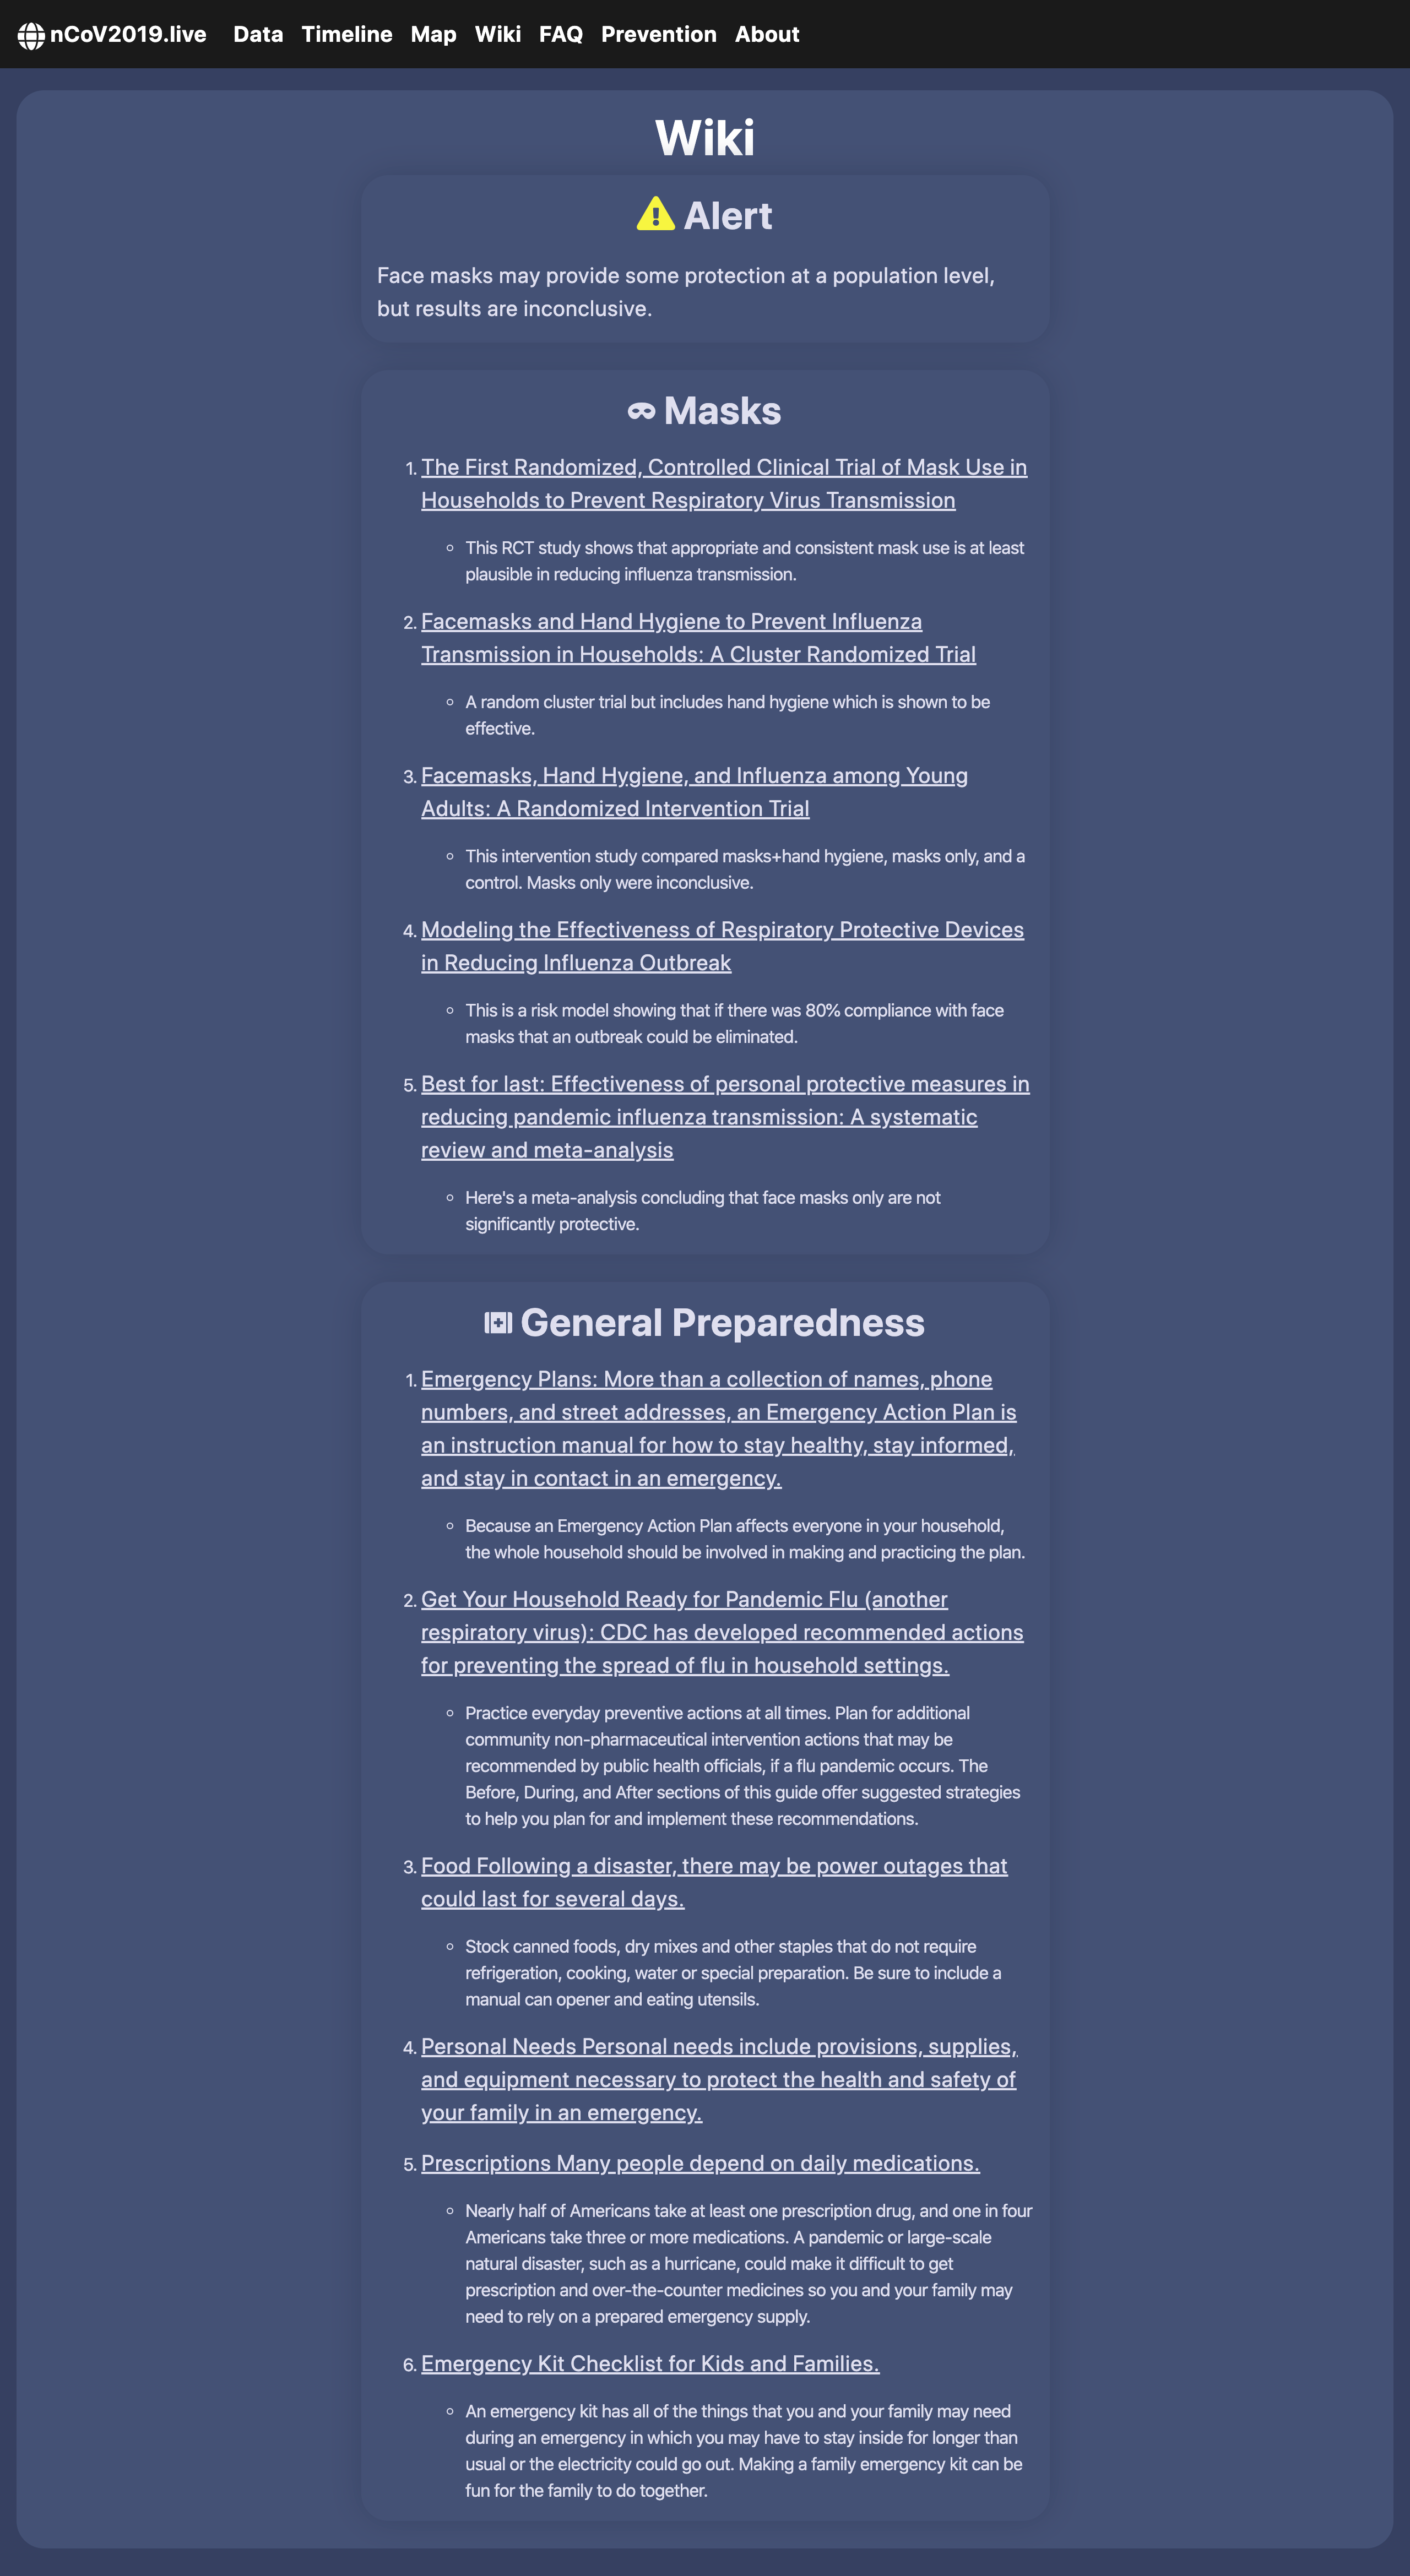 nCoV2019.live Data Timeline Map Wiki FAQ Prevention About
Wiki
Alert
Face masks may provide some protection at a population level,
but results are inconclusive.
Masks
1. The First Randomized, Controlled Clinical Trial of Mask Use in
Households to Prevent Respiratory Virus Transmission
This RCT study shows that appropriate and consistent mask use is at least
plausible in reducing influenza transmission.
2. Facemasks and Hand Hygiene to Prevent Influenza
Transmission in Households: A Cluster Randomized Trial
A random cluster trial but includes hand hygiene which is shown to be
effective.
3. Facemasks, Hand Hygiene, and Influenza among Young
Adults: A Randomized Intervention Trial
This intervention study compared masks+hand hygiene, masks only, and a
control. Masks only were inconclusive.
4. Modeling the Effectiveness of Respiratory Protective Devices
in Reducing Influenza Outbreak
This is a risk model showing that if there was 80% compliance with face
masks that an outbreak could be eliminated.
5. Best for last: Effectiveness of personal protective measures in
reducing pandemic influenza transmission: A systematic
review and meta-analysis
Here's a meta-analysis concluding that face masks only are not
significantly protective.
General Preparedness
1. Emergency Plans: More than a collection of names, phone
numbers, and street addresses, an Emergency Action Plan is
an instruction manual for how to stay healthy, stay informed,
and stay in contact in an emergency.
Because an Emergency Action Plan affects everyone in your household,
the whole household should be involved in making and practicing the plan.
2. Get Your Household Ready for Pandemic Flu (another
respiratory virus): CDC has developed recommended actions
for preventing the spread of flu in household settings.
Practice everyday preventive actions at all times. Plan for additional
community non-pharmaceutical intervention actions that may be
recommended by public health officials, if a flu pandemic occurs. The
Before, During, and After sections of this guide offer suggested strategies
to help you plan for and implement these recommendations.
3. Food Following a disaster, there may be power outages that
could last for several days.
Stock canned foods, dry mixes and other staples that do not require
refrigeration, cooking, water or special preparation. Be sure to include a
manual can opener and eating utensils.
4. Personal Needs Personal needs include provisions, supplies,
and equipment necessary to protect the health and safety of
your family in an emergency.
5. Prescriptions Many people depend on daily medications.
Nearly half of Americans take at least one prescription drug, and one in four
Americans take three or more medications. A pandemic or large-scale
natural disaster, such as a hurricane, could make it difficult to get
prescription and over-the-counter medicines so you and your family may
need to rely on a prepared emergency supply.
6. Emergency Kit Checklist for Kids and Families.
An emergency kit has all of the things that you and your family may need
during an emergency in which you may have to stay inside for longer than
usual or the electricity could go out. Making a family emergency kit can be
fun for the family to do together.